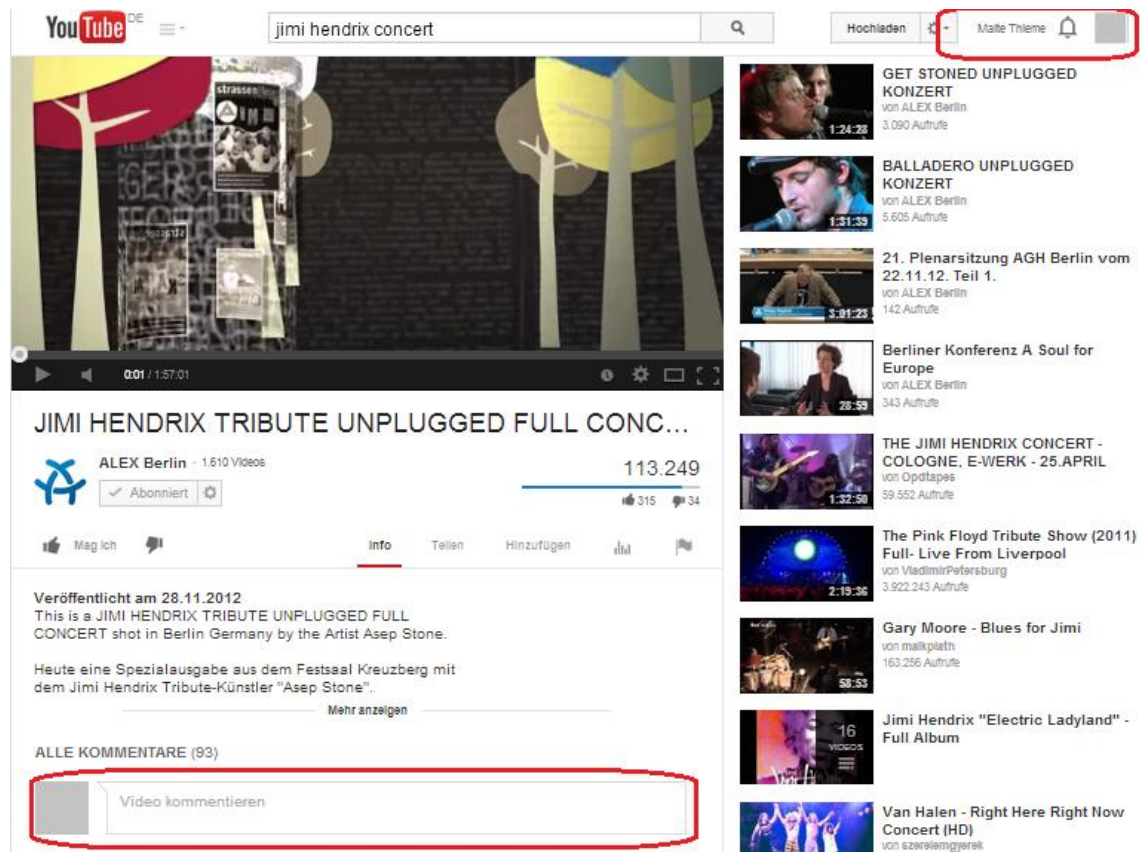 YouTube DE
jimi hendrix concert
Hochladen
Malte Thieme
strassen
0:01 / 1:57:01
JIMI HENDRIX TRIBUTE UNPLUGGED FULL CONC...
ALEX Berlin · 1.610 Videos
Abonniert
113.249
315 34
Mag ich
Info Teilen Hinzufügen
Veröffentlicht am 28.11.2012
This is a JIMI HENDRIX TRIBUTE UNPLUGGED FULL
CONCERT shot in Berlin Germany by the Artist Asep Stone.
Heute eine Spezialausgabe aus dem Festsaal Kreuzberg mit
dem Jimi Hendrix Tribute-Künstler "Asep Stone".
Mehr anzeigen
ALLE KOMMENTARE (93)
Video kommentieren
1:24:28
GET STONED UNPLUGGED
KONZERT
von ALEX Berlin
3.090 Aufrufe
1:31:39
BALLADERO UNPLUGGED
KONZERT
von ALEX Berlin
5.605 Aufrufe
3:01:23
21. Plenarsitzung AGH Berlin vom
22.11.12. Teil 1.
von ALEX Berlin
142 Aufrufe
28:59
Berliner Konferenz A Soul for
Europe
von ALEX Berlin
343 Aufrufe
1:32:50
THE JIMI HENDRIX CONCERT -
COLOGNE, E-WERK - 25.APRIL
von Opdtapes
59.552 Aufrufe
2:19:36
The Pink Floyd Tribute Show (2011)
Full- Live From Liverpool
von VladimirPetersburg
3.922.243 Aufrufe
58:53
Gary Moore - Blues for Jimi
von maikplath
163.256 Aufrufe
16
VIDEOS
Jimi Hendrix "Electric Ladyland" -
Full Album
Van Halen - Right Here Right Now
Concert (HD)
von szerelemgyerek